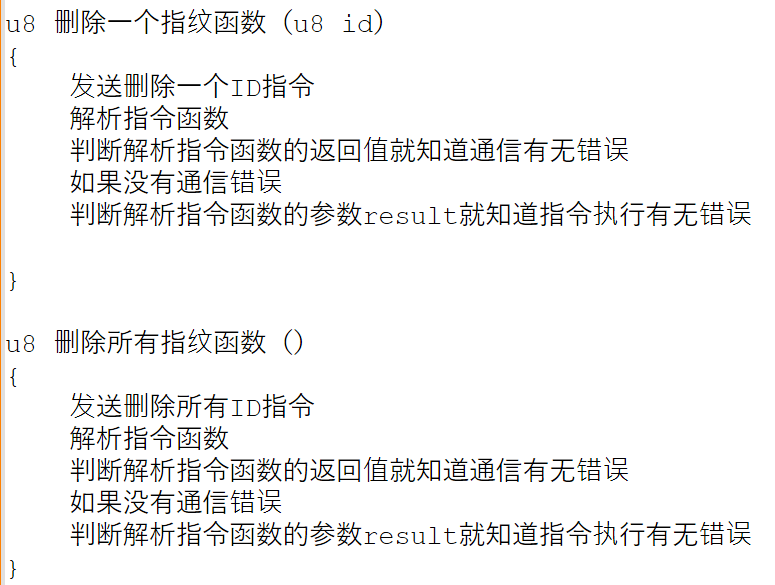 u8 删除一个指纹函数（u8 id）
{
发送删除一个ID指令
解析指令函数
判断解析指令函数的返回值就知道通信有无错误
如果没有通信错误
判断解析指令函数的参数result就知道指令执行有无错误
}
u8 删除所有指纹函数（）
{
发送删除所有ID指令
解析指令函数
判断解析指令函数的返回值就知道通信有无错误
如果没有通信错误
判断解析指令函数的参数result就知道指令执行有无错误
}